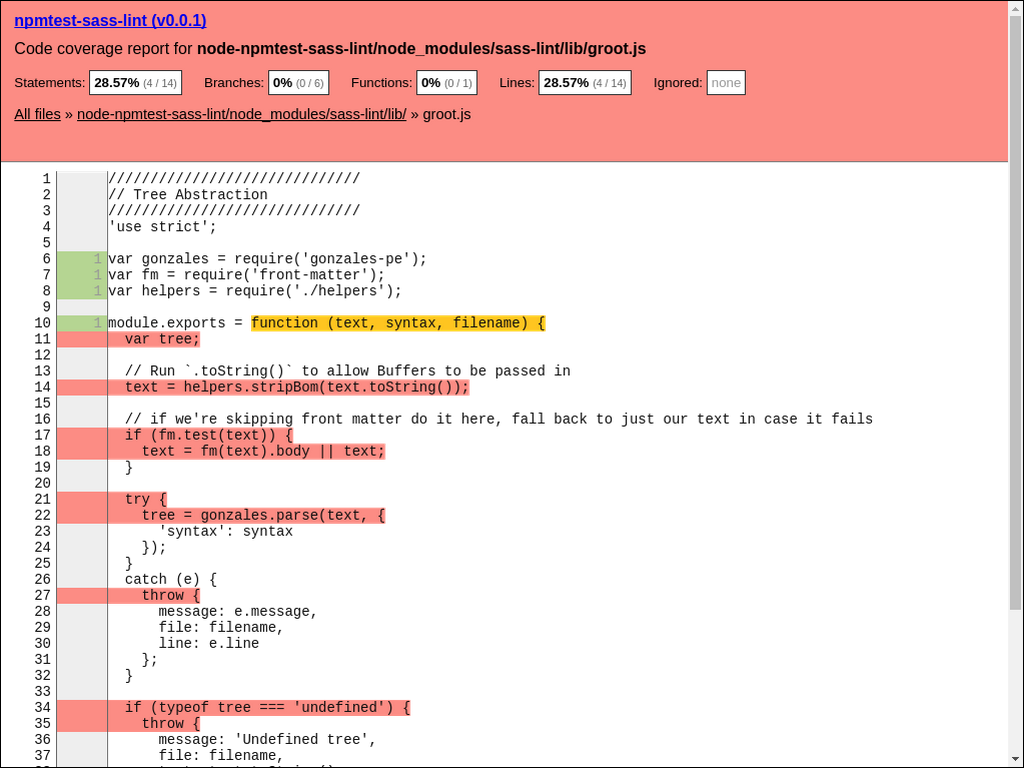 npmtest-sass-lint (v0.0.1)
Code coverage report for node-npmtest-sass-lint/node_modules/sass-lint/lib/groot.js
Statements: 28.57% (4 / 14) Branches: 0% (0 / 6) Functions: 0% (0 / 1) Lines: 28.57% (4 / 14) Ignored: none
All files » node-npmtest-sass-lint/node_modules/sass-lint/lib/ » groot.js
1 //////////////////////////////
2 // Tree Abstraction
3 //////////////////////////////
4 'use strict';
5
6 1 var gonzales = require('gonzales-pe');
7 1 var fm = require('front-matter');
8 1 var helpers = require('./helpers');
9
10 1 module.exports = function (text, syntax, filename) {
11 var tree;
12
13 // Run `.toString()` to allow Buffers to be passed in
14 text = helpers.stripBom(text.toString());
15
16 // if we're skipping front matter do it here, fall back to just our text in case it fails
17 if (fm.test(text)) {
18 text = fm(text).body || text;
19 }
20
21 try {
22 tree = gonzales.parse(text, {
23 'syntax': syntax
24 });
25 }
26 catch (e) {
27 throw {
28 message: e.message,
29 file: filename,
30 line: e.line
31 };
32 }
33
34 if (typeof tree === 'undefined') {
35 throw {
36 message: 'Undefined tree',
37 file: filename,